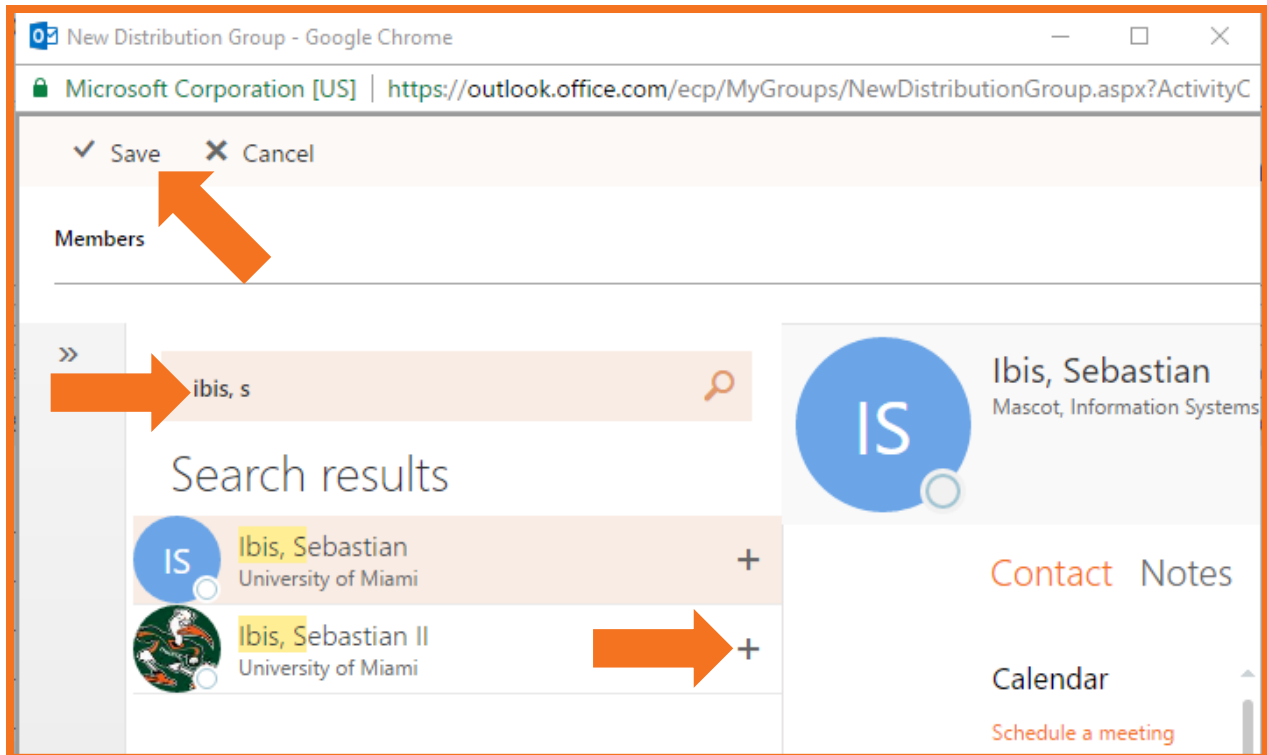 New Distribution Group - Google Chrome
Microsoft Corporation [US] | https://outlook.office.com/ecp/MyGroups/NewDistributionGroup.aspx?ActivityC
Save Cancel
Members
ibis, s
Search results
IS
Ibis, Sebastian
University of Miami
+
Ibis, Sebastian II
University of Miami
+
IS
Ibis, Sebastian
Mascot, Information Systems
Contact Notes
Calendar
Schedule a meeting